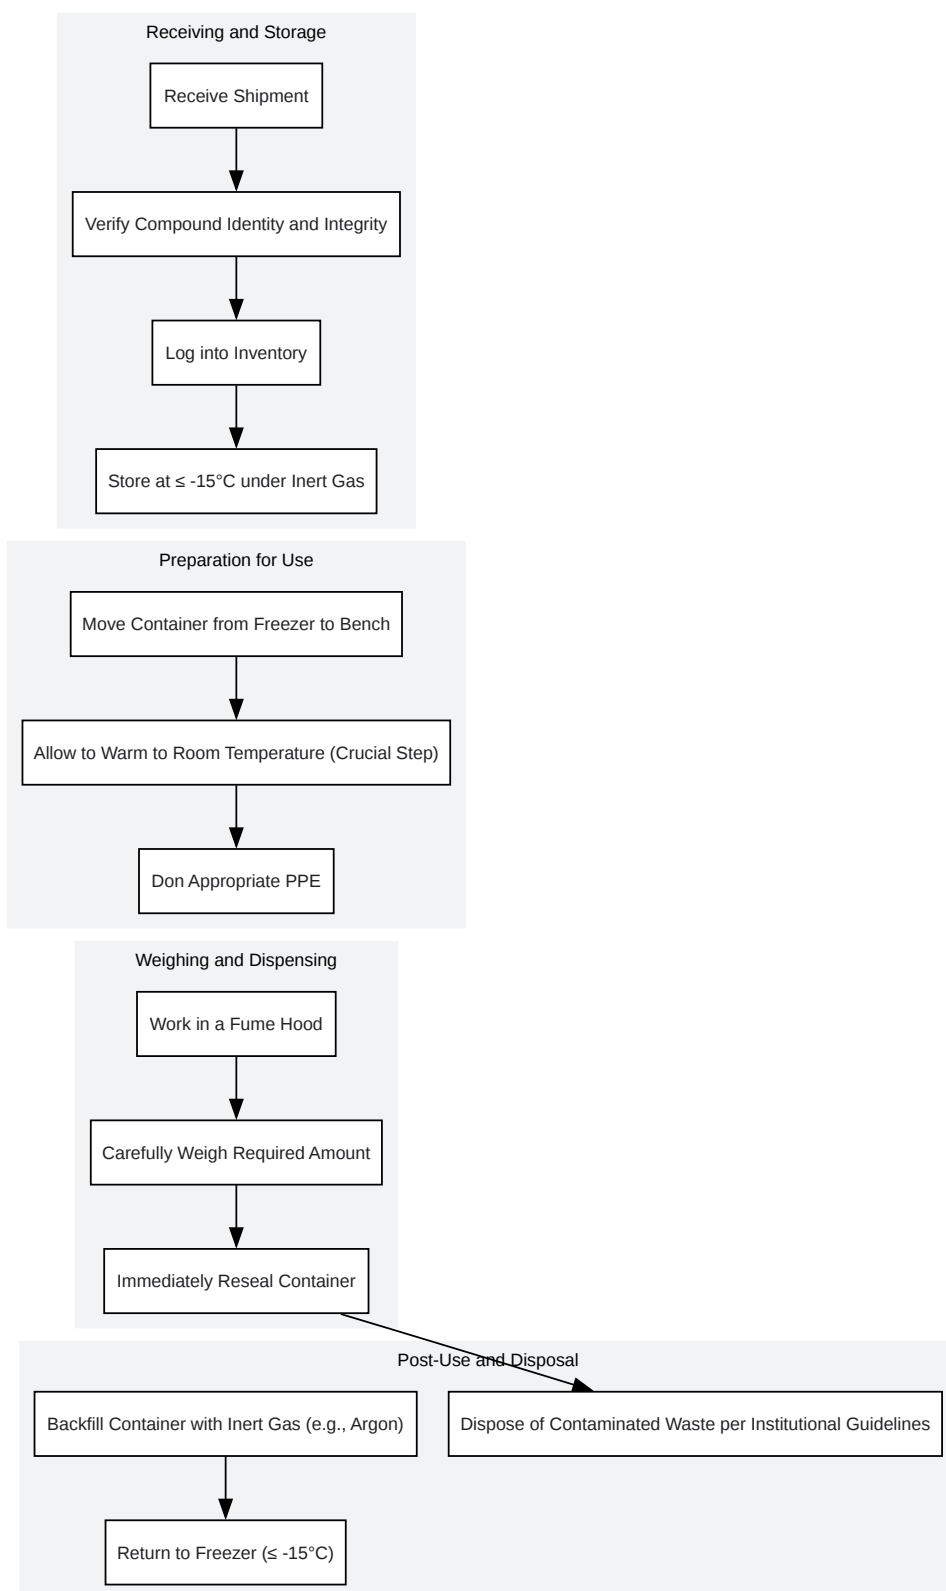 Receiving and Storage
Receive Shipment
Verify Compound Identity and Integrity
Log into Inventory
Store at ≤ -15°C under Inert Gas
Preparation for Use
Move Container from Freezer to Bench
Allow to Warm to Room Temperature (Crucial Step)
Don Appropriate PPE
Weighing and Dispensing
Work in a Fume Hood
Carefully Weigh Required Amount
Immediately Reseal Container
Post-Use and Disposal
Backfill Container with Inert Gas (e.g., Argon)
Dispose of Contaminated Waste per Institutional Guidelines
Return to Freezer (≤ -15°C)